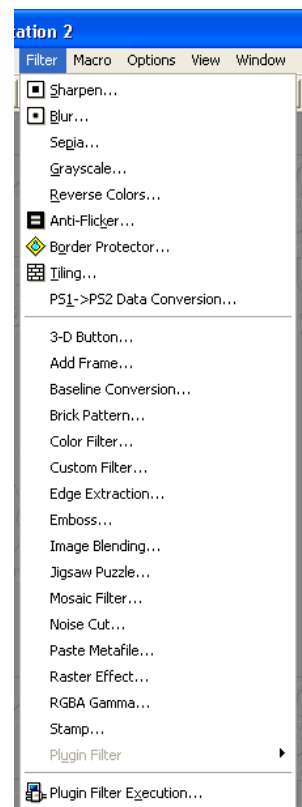 ation 2
Filter Macro Options View Window
Sharpen...
Blur...
Sepia...
Grayscale...
Reverse Colors...
Anti-Flicker...
Border Protector...
Tiling...
PS1->PS2 Data Conversion...
3-D Button...
Add Frame...
Baseline Conversion...
Brick Pattern...
Color Filter...
Custom Filter...
Edge Extraction...
Emboss...
Image Blending...
Jigsaw Puzzle...
Mosaic Filter...
Noise Cut...
Paste Metafile...
Raster Effect...
RGBA Gamma...
Stamp...
Plugin Filter
Plugin Filter Execution...